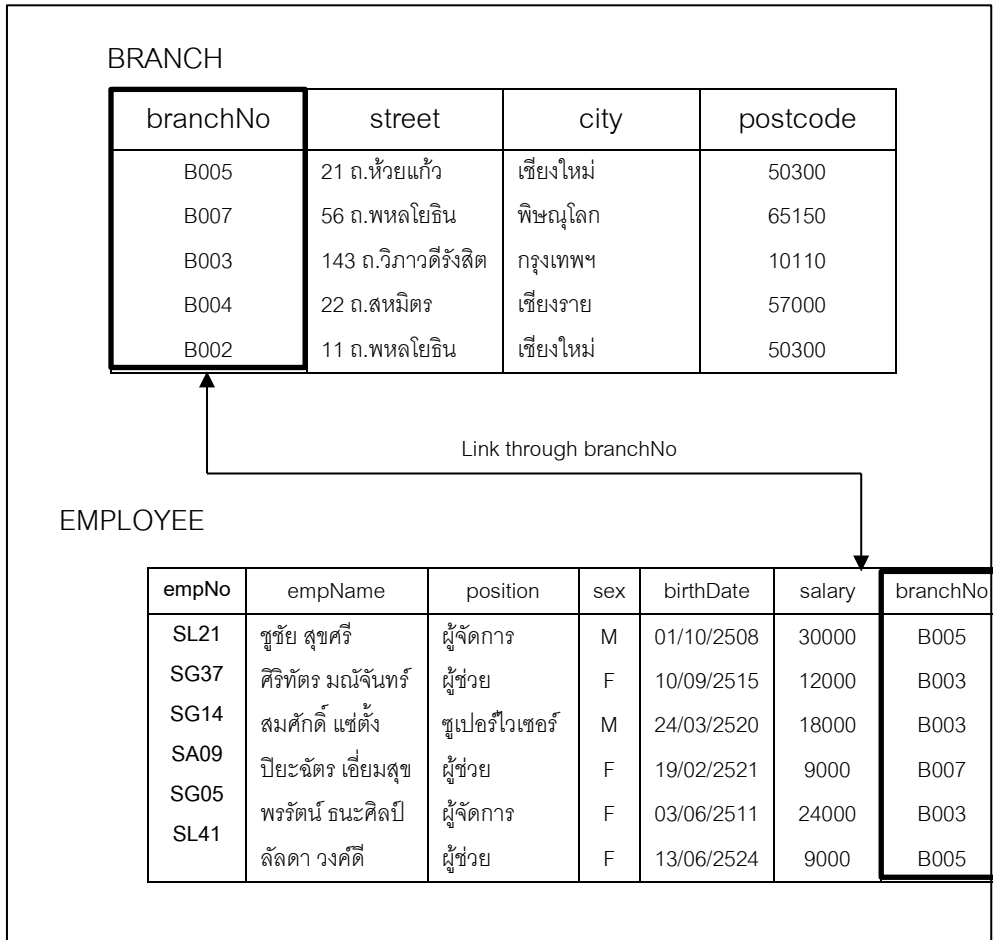 BRANCH
branchNo street city postcode
B005 21 ถ.ห้วยแก้ว เชียงใหม่ 50300
B007 56 ถ.พหลโยธิน พิษณุโลก 65150
B003 143 ถ.วิภาวดีรังสิต กรุงเทพฯ 10110
B004 22 ถ.สหมิตร เชียงราย 57000
B002 11 ถ.พหลโยธิน เชียงใหม่ 50300
Link through branchNo
EMPLOYEE
empNo empName position sex birthDate salary branchNo
SL21 ชูชัย สุขศรี ผู้จัดการ M 01/10/2508 30000 B005
SG37 ศิริทัตร มณัจันทร์ ผู้ช่วย F 10/09/2515 12000 B003
SG14 สมศักดิ์ แซ่ตั้ง ซูเปอร์ไวเซอร์ M 24/03/2520 18000 B003
SA09 ปิยะฉัตร เอี่ยมสุข ผู้ช่วย F 19/02/2521 9000 B007
SG05 พรรัตน์ ธนะศิลป์ ผู้จัดการ F 03/06/2511 24000 B003
SL41 ลัลดา วงค์ดี ผู้ช่วย F 13/06/2524 9000 B005